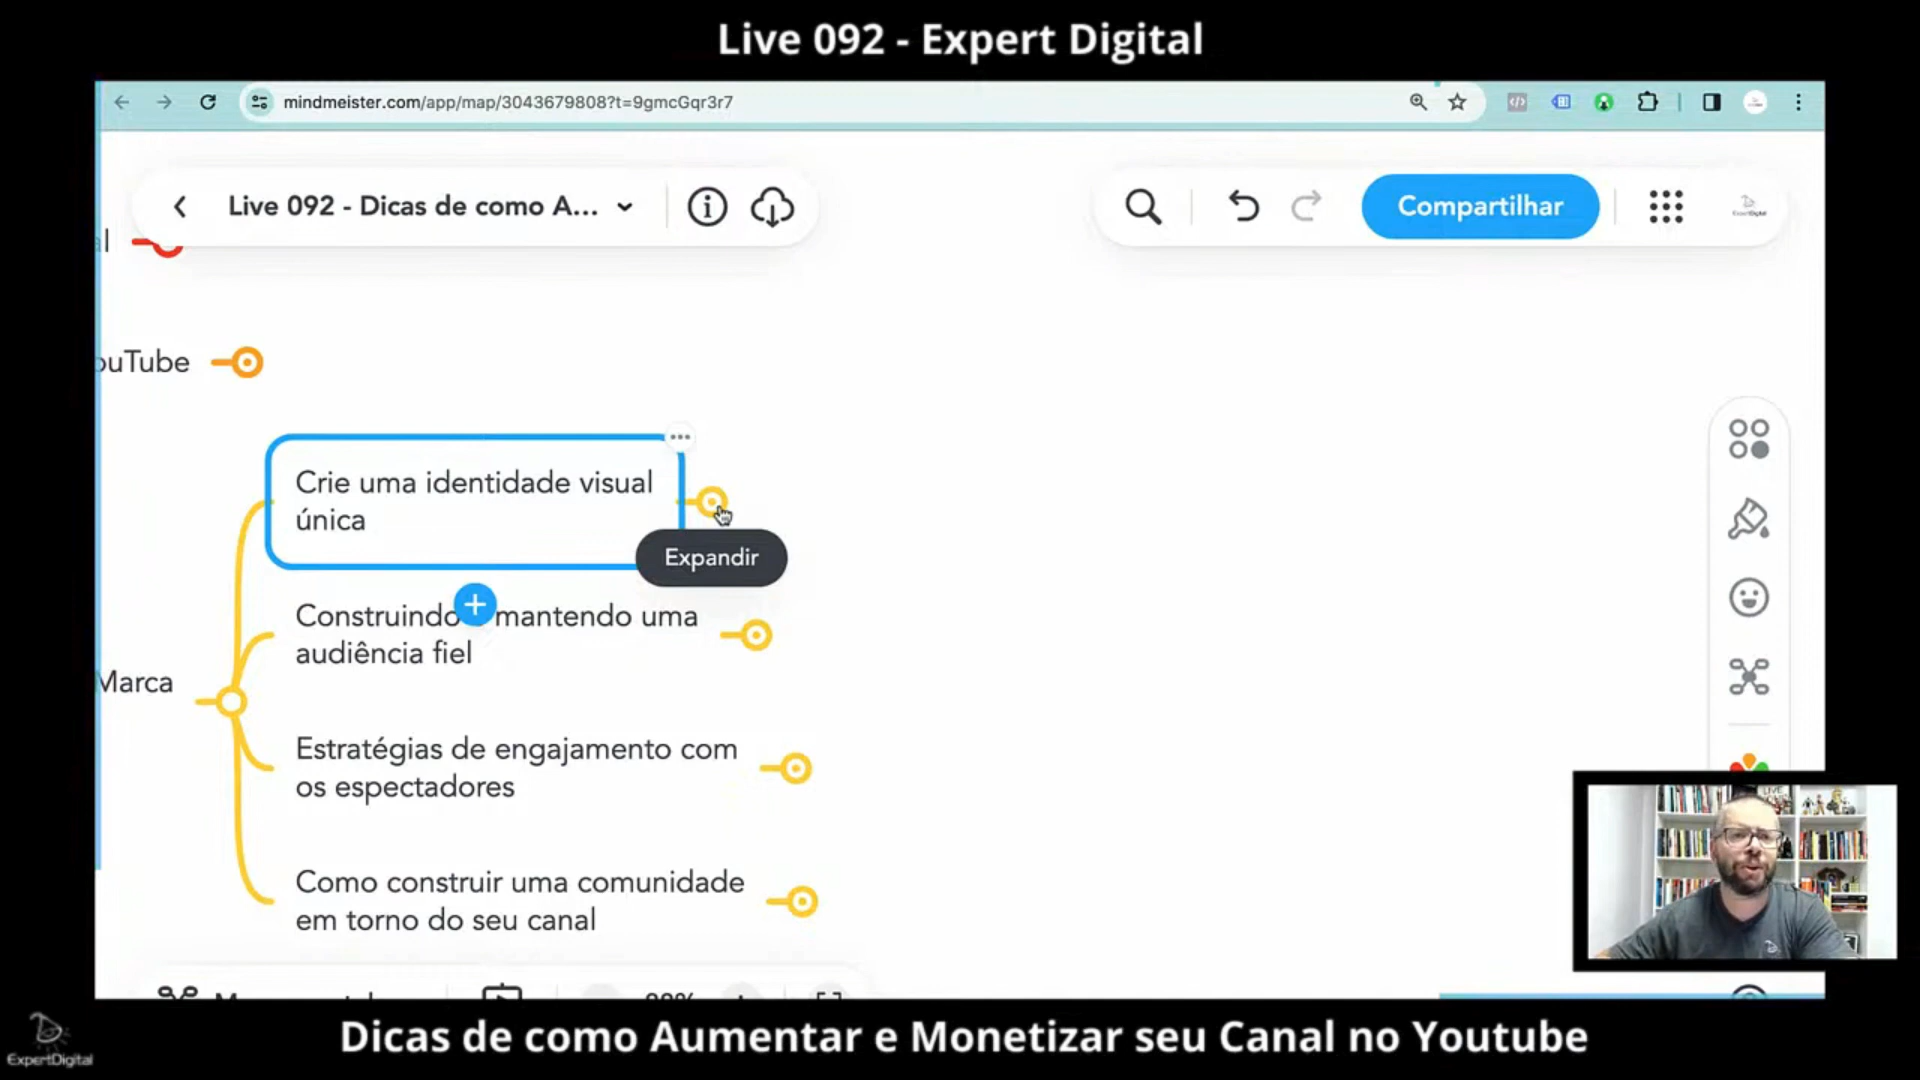 Live 092 - Expert Digital
mindmeister.com/app/map/3043679808?t=9gmcGqr3r7
Live 092 - Dicas de como A...
Compartilhar
ouTube
Crie uma identidade visual
única
Expandir
Construindo mantendo uma
audiência fiel
Marca
Estratégias de engajamento com
os espectadores
Como construir uma comunidade
em torno do seu canal
Dicas de como Aumentar e Monetizar seu Canal no Youtube
ExpertDigital